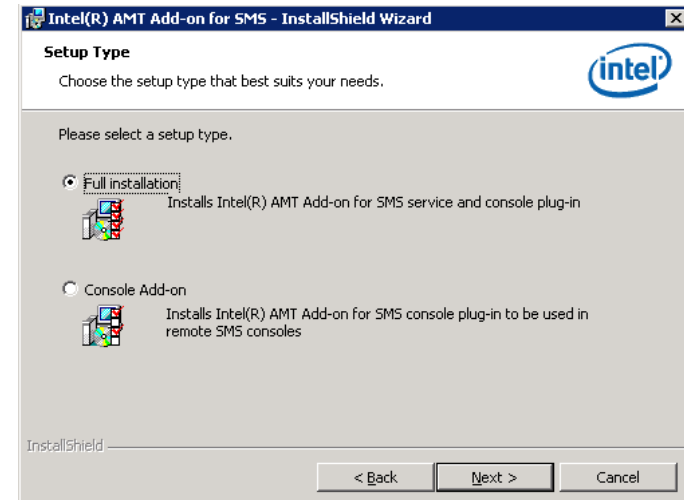 Intel(R) AMT Add-on for SMS - InstallShield Wizard
Setup Type
Choose the setup type that best suits your needs.
intel
Please select a setup type.
Full installation
Installs Intel(R) AMT Add-on for SMS service and console plug-in
Console Add-on
Installs Intel(R) AMT Add-on for SMS console plug-in to be used in
remote SMS consoles
InstallShield
< Back
Next >
Cancel